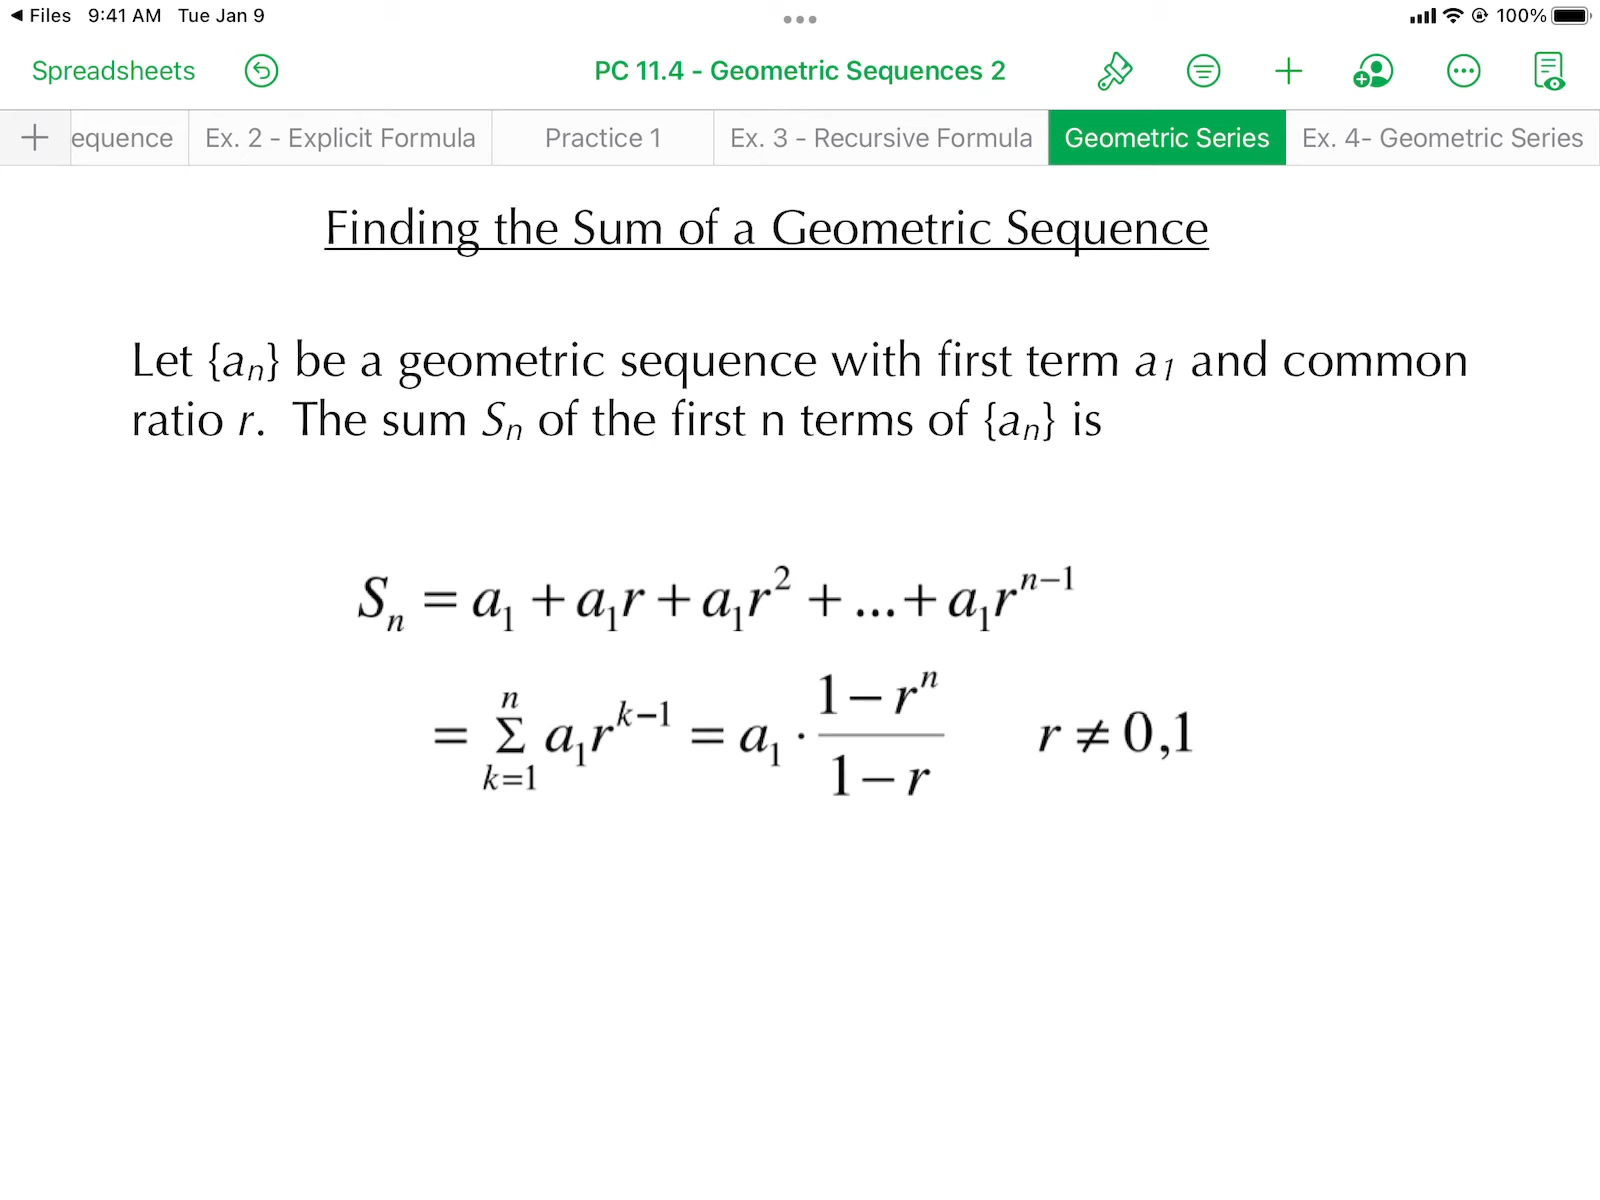 ◀ Files 9:41 AM Tue Jan 9 100%
Spreadsheets PC 11.4 - Geometric Sequences 2
equence Ex. 2 - Explicit Formula Practice 1 Ex. 3 - Recursive Formula Geometric Series Ex. 4- Geometric Series
Finding the Sum of a Geometric Sequence
Let {aₙ} be a geometric sequence with first term a₁ and common
ratio r. The sum Sₙ of the first n terms of {aₙ} is
Sₙ = a₁ + a₁r + a₁r² + ... + a₁rⁿ⁻¹
= Σ_{k=1}^{n} a₁r^{k−1} = a₁ · (1 − rⁿ)/(1 − r) r ≠ 0,1